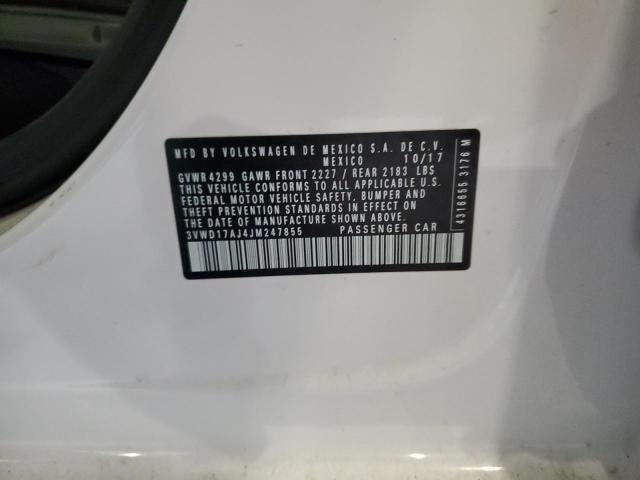 MFD BY VOLKSWAGEN DE MEXICO S.A. DE C.V.
MEXICO 10/17
GVWR 4299 GAWR FRONT 2227 / REAR 2183 LBS
THIS VEHICLE CONFORMS TO ALL APPLICABLE U.S.
FEDERAL MOTOR VEHICLE SAFETY, BUMPER AND
THEFT PREVENTION STANDARDS IN EFFECT ON
THE DATE OF MANUFACTURE SHOWN ABOVE.
3VWD17AJ4JM247855 PASSENGER CAR
4316655 3176 M